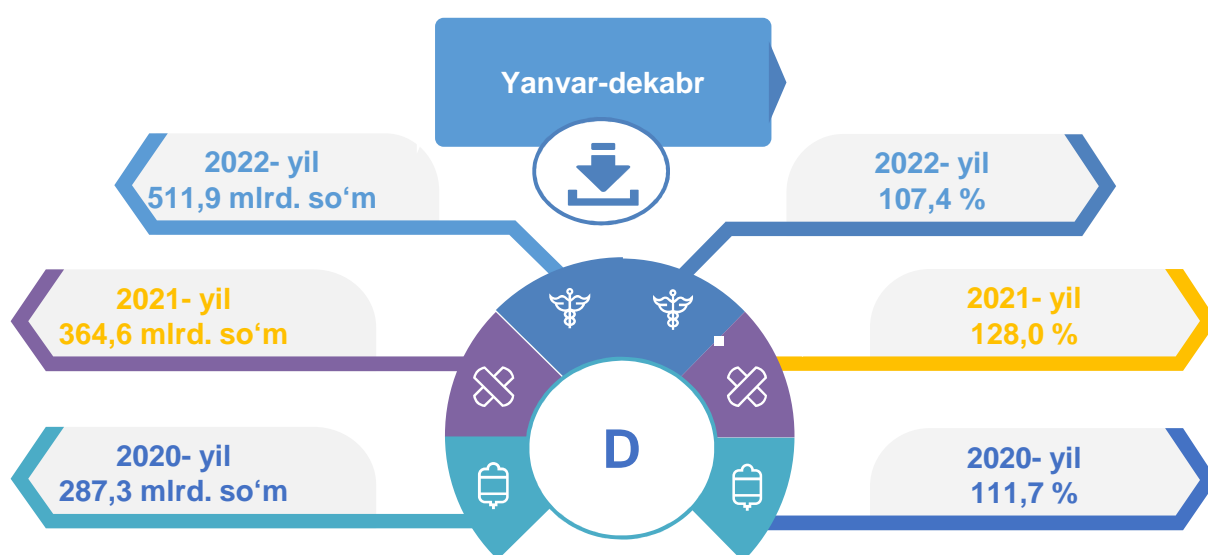 Yanvar-dekabr
2022- yil
511,9 mlrd. so‘m
2022- yil
107,4 %
2021- yil
364,6 mlrd. so‘m
2021- yil
128,0 %
2020- yil
287,3 mlrd. so‘m
2020- yil
111,7 %
D